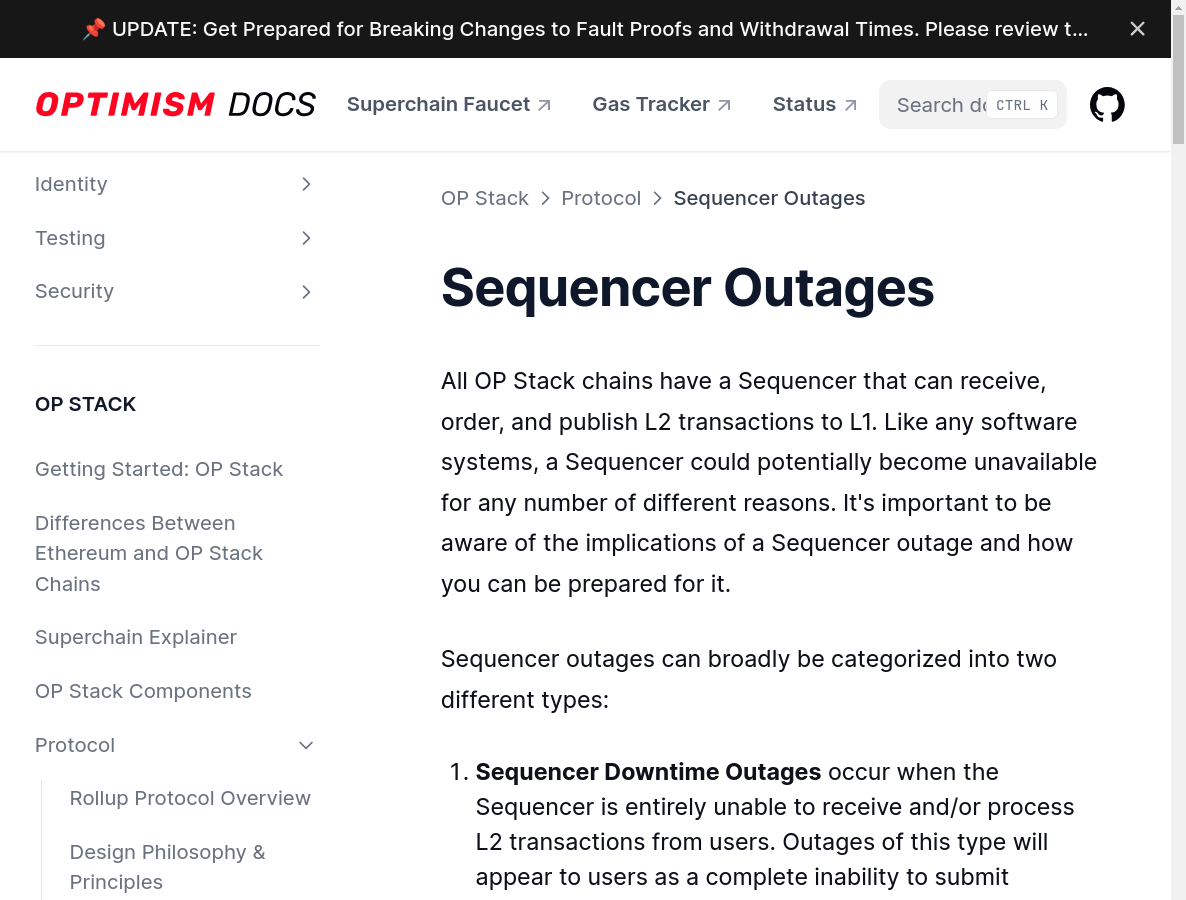 📌 UPDATE: Get Prepared for Breaking Changes to Fault Proofs and Withdrawal Times. Please review t...
OPTIMISM DOCS
Superchain Faucet
Gas Tracker
Status
Search do
CTRL K
Identity
Testing
Security
OP STACK
Getting Started: OP Stack
Differences Between
Ethereum and OP Stack
Chains
Superchain Explainer
OP Stack Components
Protocol
Rollup Protocol Overview
Design Philosophy &
Principles
OP Stack > Protocol > Sequencer Outages
Sequencer Outages
All OP Stack chains have a Sequencer that can receive,
order, and publish L2 transactions to L1. Like any software
systems, a Sequencer could potentially become unavailable
for any number of different reasons. It's important to be
aware of the implications of a Sequencer outage and how
you can be prepared for it.
Sequencer outages can broadly be categorized into two
different types:
1. Sequencer Downtime Outages occur when the
Sequencer is entirely unable to receive and/or process
L2 transactions from users. Outages of this type will
appear to users as a complete inability to submit